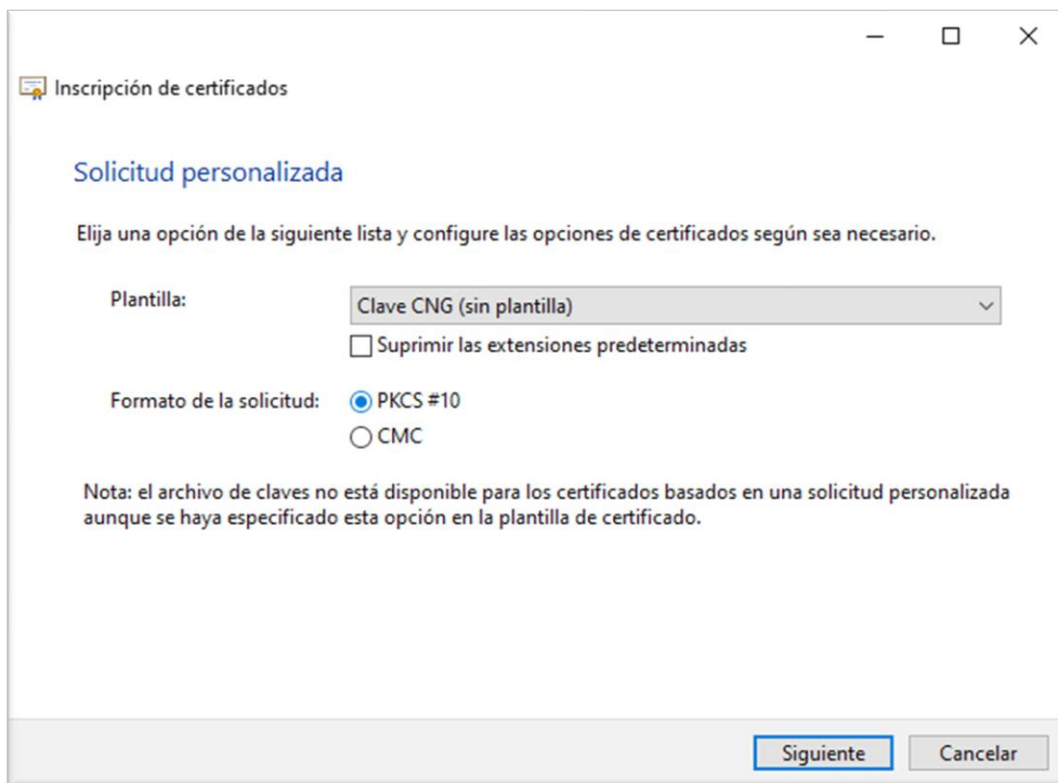 Inscripción de certificados
Solicitud personalizada
Elija una opción de la siguiente lista y configure las opciones de certificados según sea necesario.
Plantilla:
Clave CNG (sin plantilla)
Suprimir las extensiones predeterminadas
Formato de la solicitud:
PKCS #10
CMC
Nota: el archivo de claves no está disponible para los certificados basados en una solicitud personalizada
aunque se haya especificado esta opción en la plantilla de certificado.
Siguiente
Cancelar